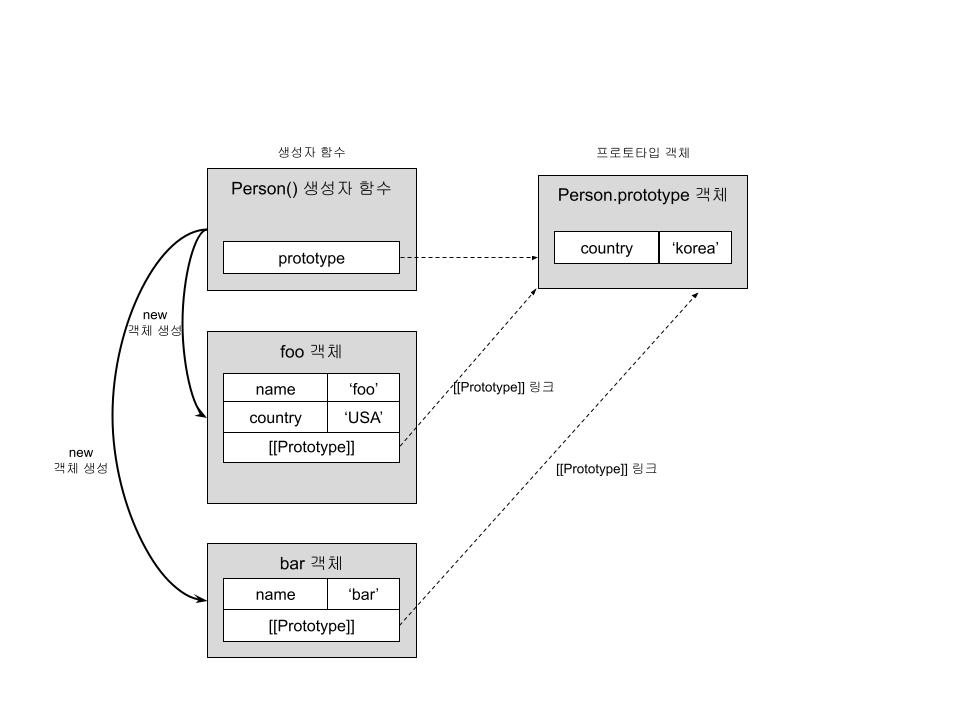 생성자 함수
프로토타입 객체
Person() 생성자 함수
prototype
Person.prototype 객체
country ‘korea’
new
객체 생성
foo 객체
name ‘foo’
country ‘USA’
[[Prototype]]
[[Prototype]] 링크
new
객체 생성
[[Prototype]] 링크
bar 객체
name ‘bar’
[[Prototype]]